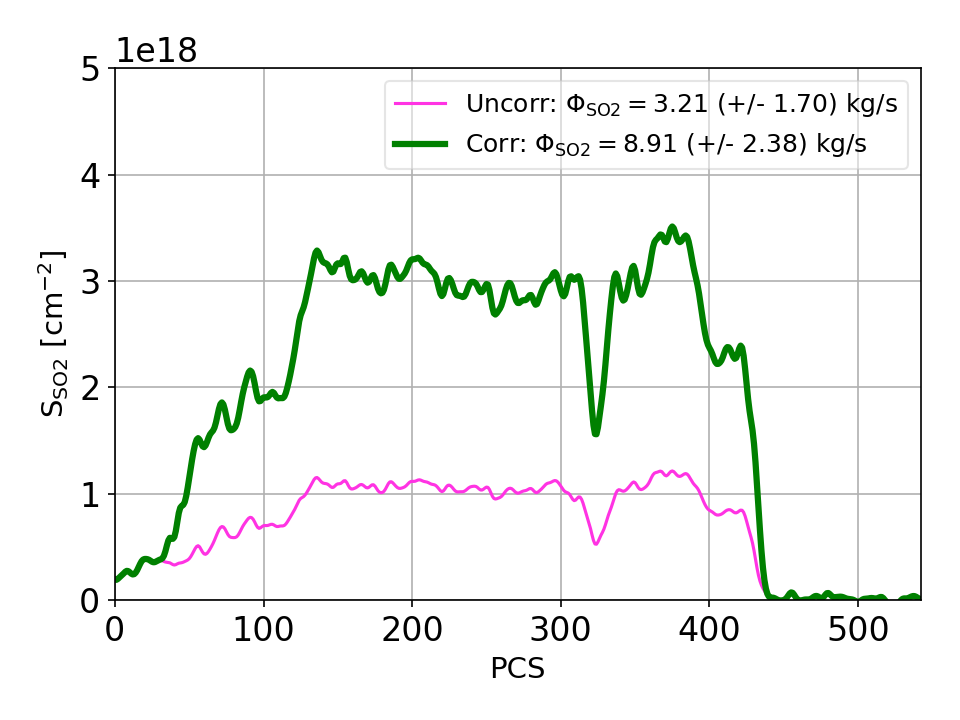 1e18
Uncorr: Φ_SO2 = 3.21 (+/- 1.70) kg/s
Corr: Φ_SO2 = 8.91 (+/- 2.38) kg/s
5
4
3
2
1
0
S_SO2 [cm⁻²]
0 100 200 300 400 500
PCS